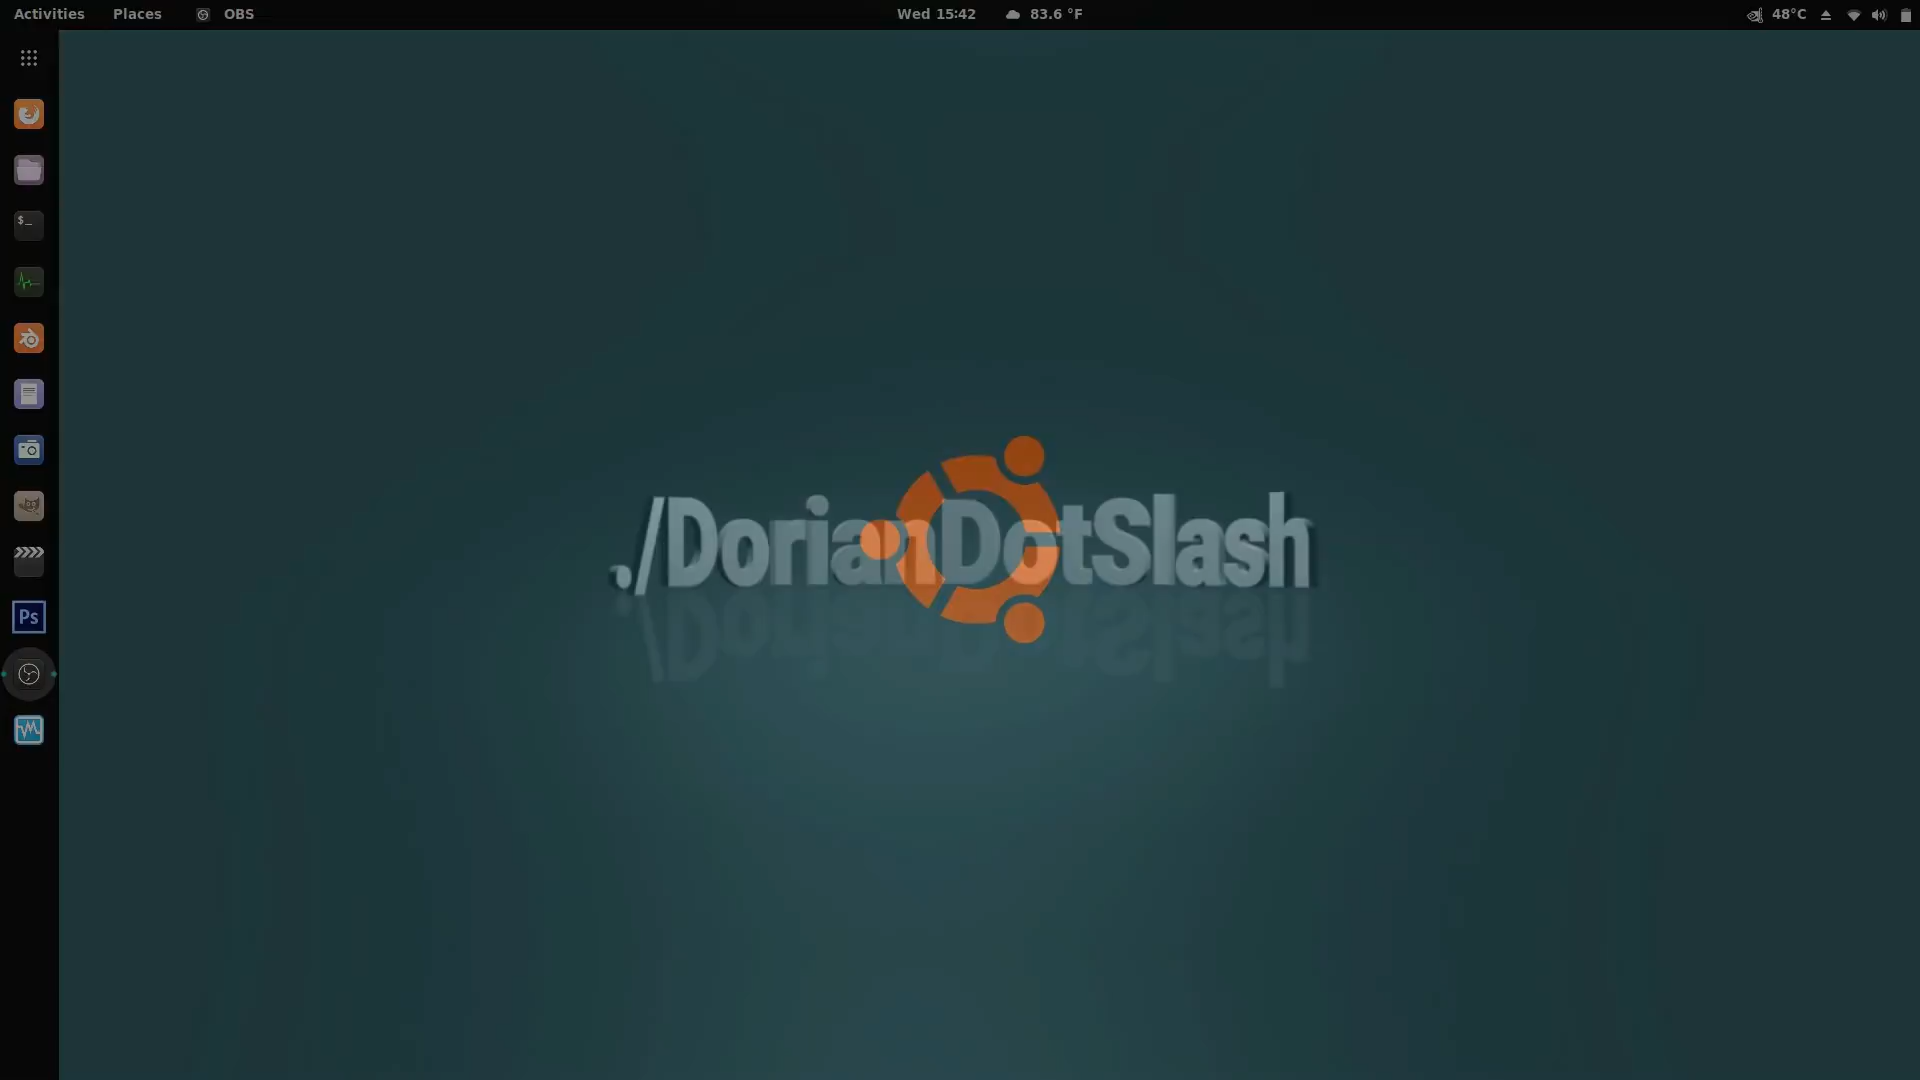 Activities Places OBS Wed 15:42 83.6 °F 48°C
$_
./DorianDotSlash
Ps